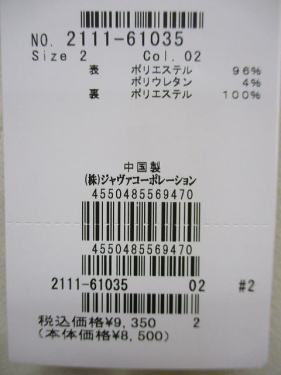 NO. 2111-61035
Size 2 Col. 02
表 ポリエステル 96%
ポリウレタン 4%
裏 ポリエステル 100%
中国製
(株)ジャヴァコーポレーション
4550485569470
4550485569470
2111-61035 02 #2
税込価格¥9,350 2
(本体価格¥8,500)